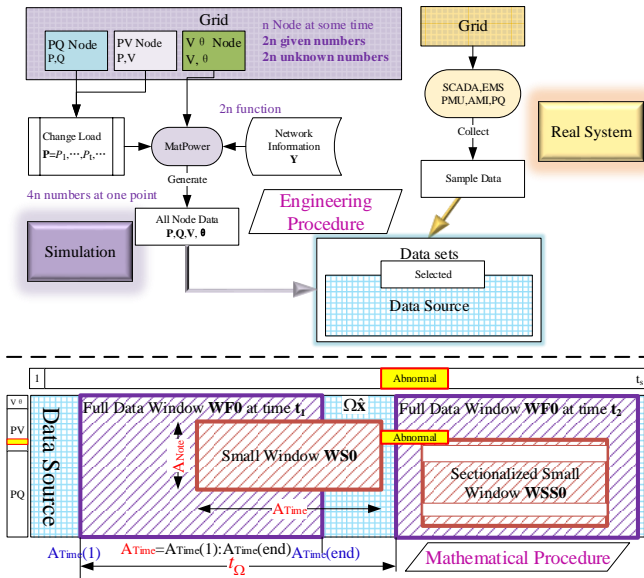 Grid
n Node at some time
2n given numbers
2n unknown numbers
PQ Node
P,Q
PV Node
P,V
V θ Node
V, θ
2n function
Change Load
P=P1,···,Pt,···
MatPower
Network
Information
Y
Generate
4n numbers at one point
All Node Data
P,Q,V, θ
Simulation
Engineering
Procedure
Grid
SCADA,EMS
PMU,AMI,PQ
Collect
Sample Data
Real System
Data sets
Selected
Data Source
1
Abnormal
ts
V θ
PV
PQ
Data Source
Full Data Window WF0 at time t1
Ωx̂
Full Data Window WF0 at time t2
Abnormal
ANote
Small Window WS0
Sectionalized Small
Window WSS0
ATime
ATime(1)
ATime=ATime(1):ATime(end)
ATime(end)
tΩ
Mathematical Procedure